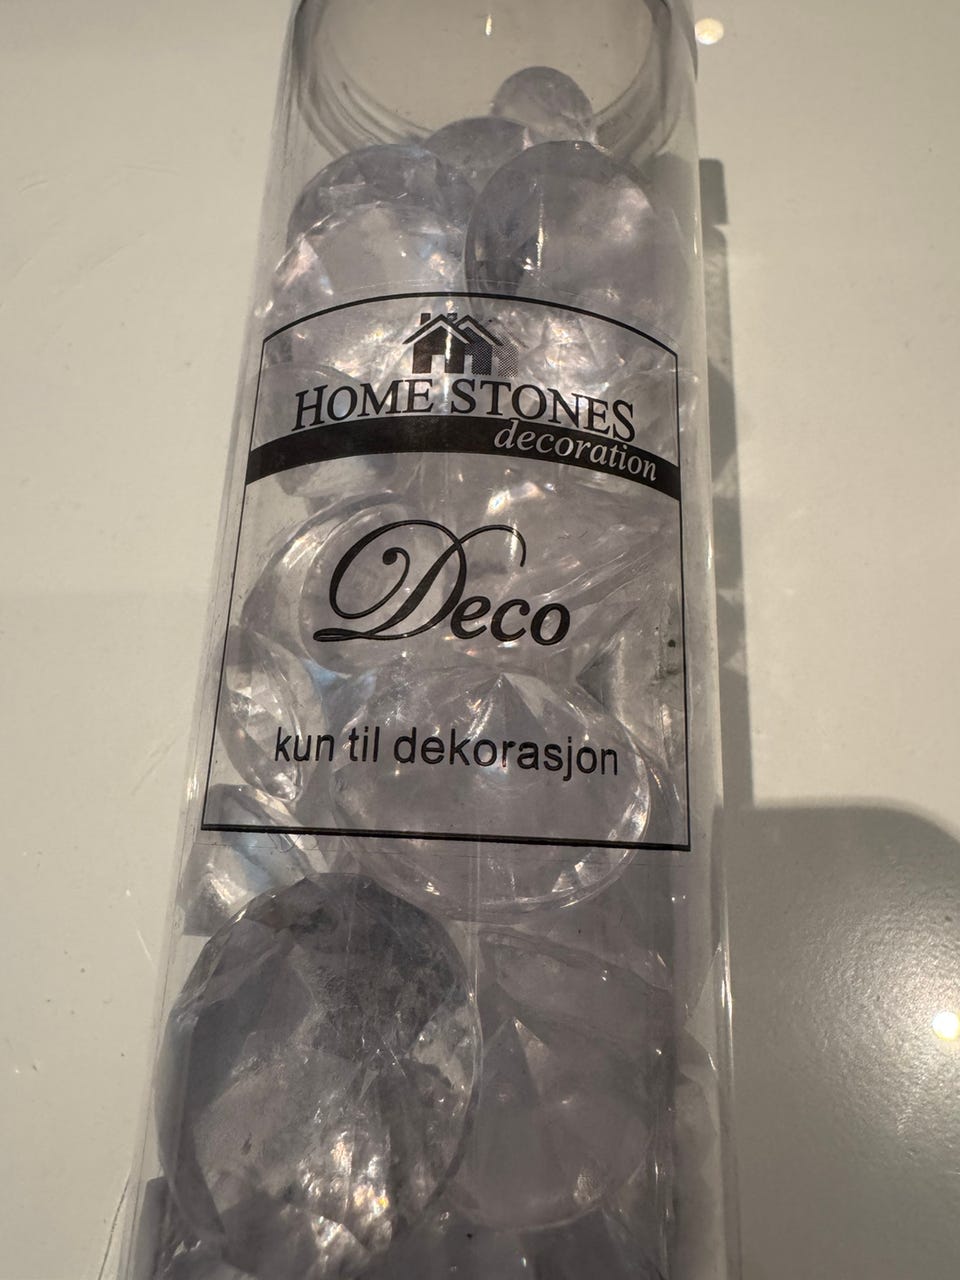 HOME STONES
decoration
Deco
kun til dekorasjon